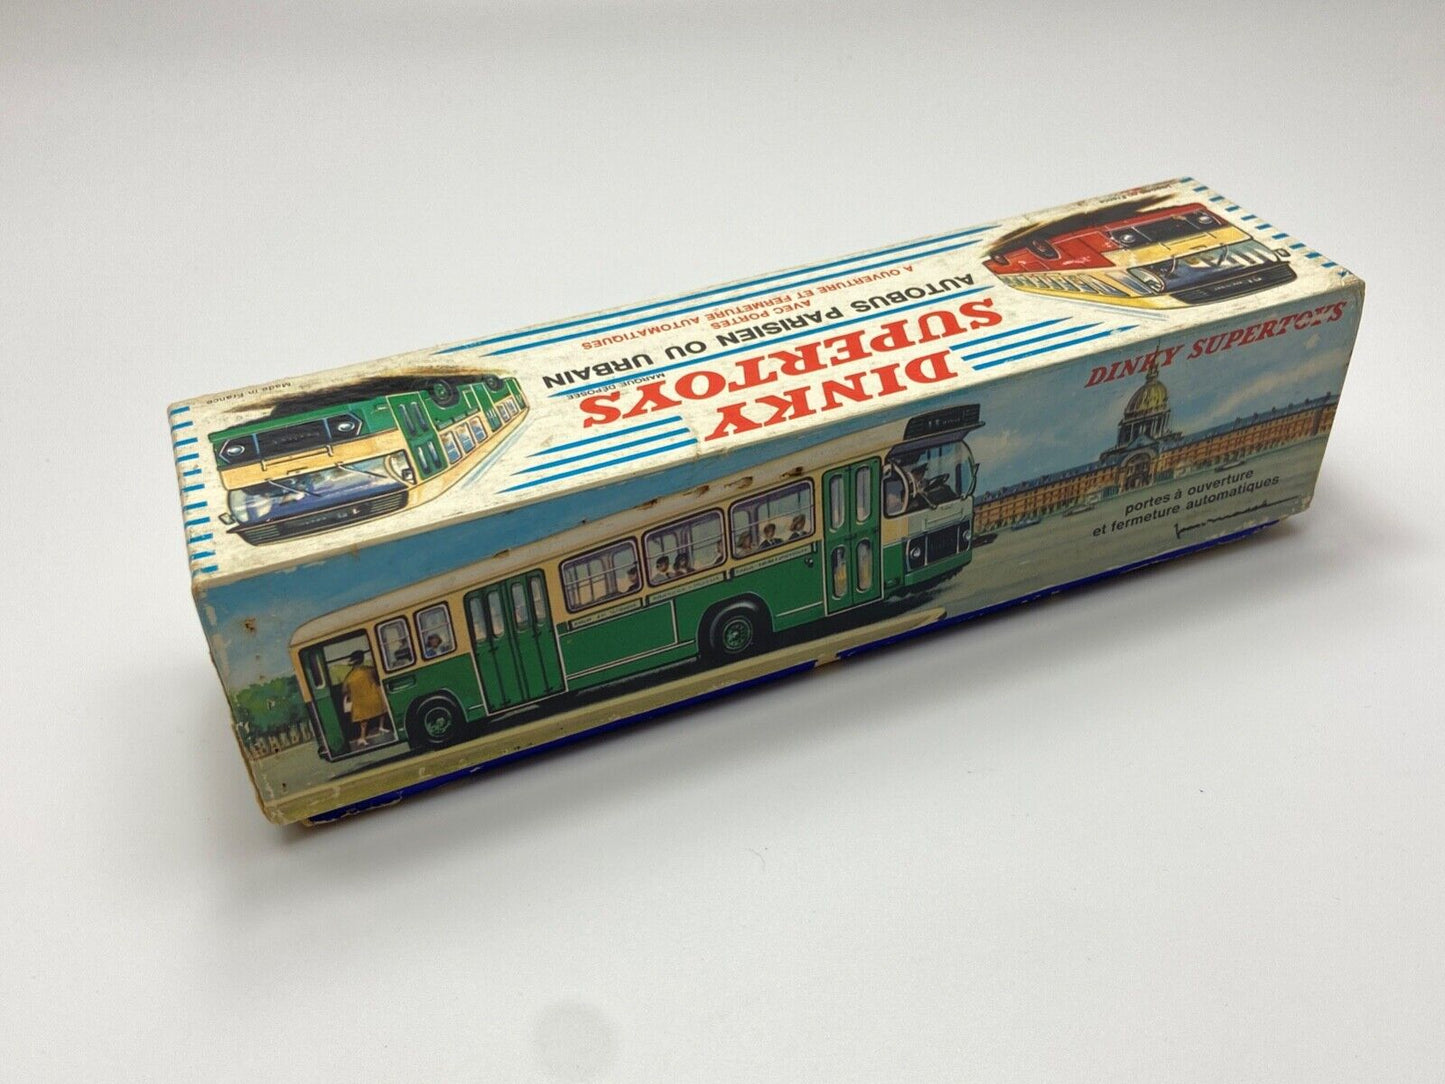 DINKY
SUPERTOYS
MARQUE DÉPOSÉE
AUTOBUS PARISIEN OU URBAIN
AVEC PORTES
A OUVERTURE ET FERMETURE AUTOMATIQUES
Made in France
DINKY SUPERTOYS
portes à ouverture
et fermeture automatiques